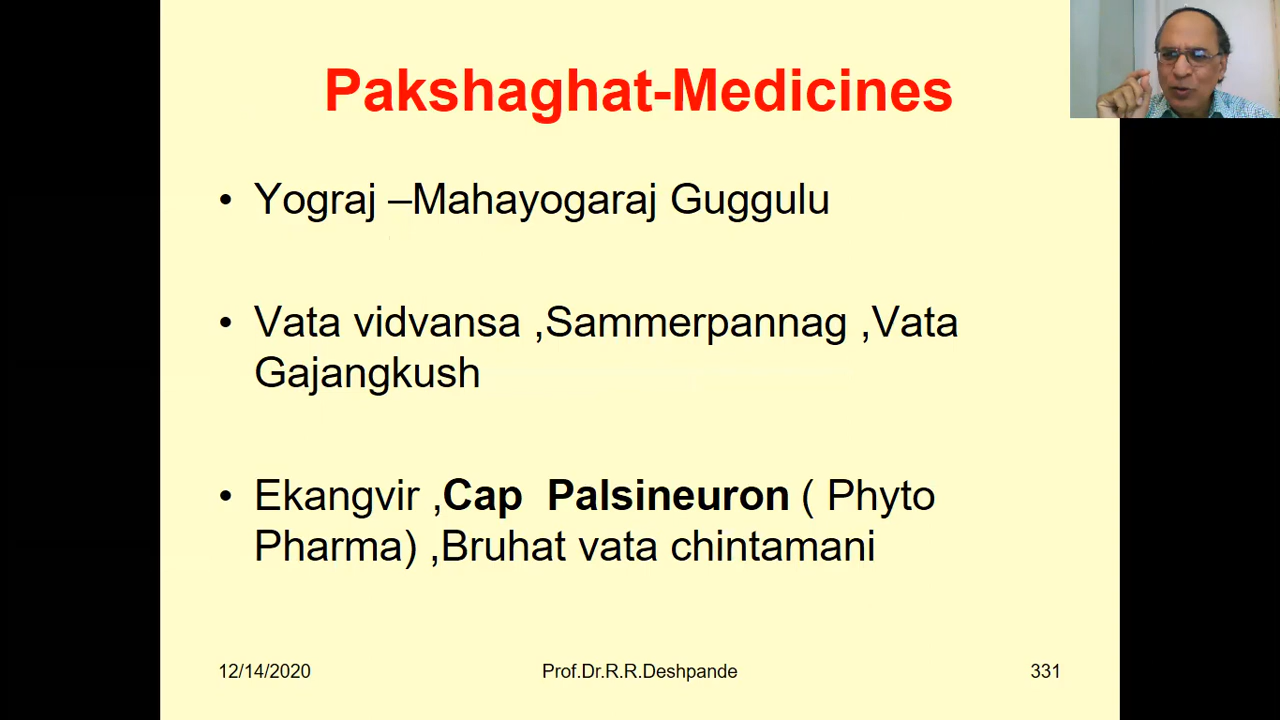 Pakshaghat-Medicines
• Yograj –Mahayogaraj Guggulu
• Vata vidvansa ,Sammerpannag ,Vata
Gajangkush
• Ekangvir ,Cap Palsineuron ( Phyto
Pharma) ,Bruhat vata chintamani
12/14/2020 Prof.Dr.R.R.Deshpande 331